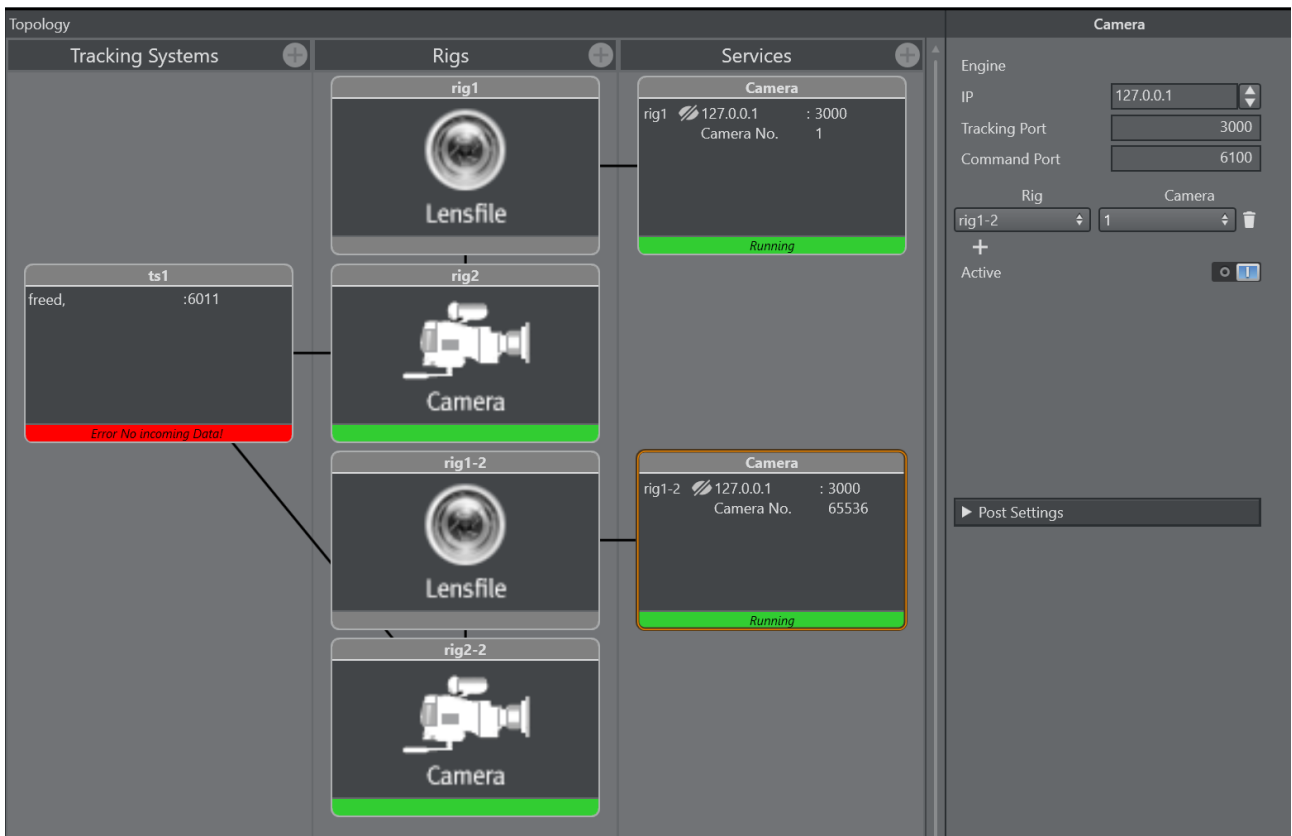 Topology
Tracking Systems
Rigs
Services
ts1
freed, :6011
Error No incoming Data!
rig1
Lensfile
rig2
Camera
rig1-2
Lensfile
rig2-2
Camera
Camera
rig1 127.0.0.1 : 3000
Camera No. 1
Running
Camera
rig1-2 127.0.0.1 : 3000
Camera No. 65536
Running
Camera
Engine
IP 127.0.0.1
Tracking Port 3000
Command Port 6100
Rig Camera
rig1-2 1
Active
Post Settings